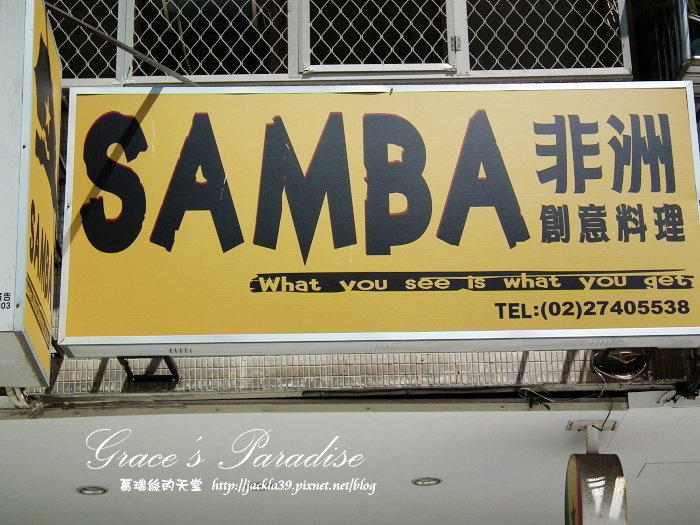 SAMBA 非洲
創意料理
What you see is what you get
TEL:(02)27405538
SAMBA
Grace's Paradise
葛瑞絲的天堂 http://jackla39.pixnet.net/blog